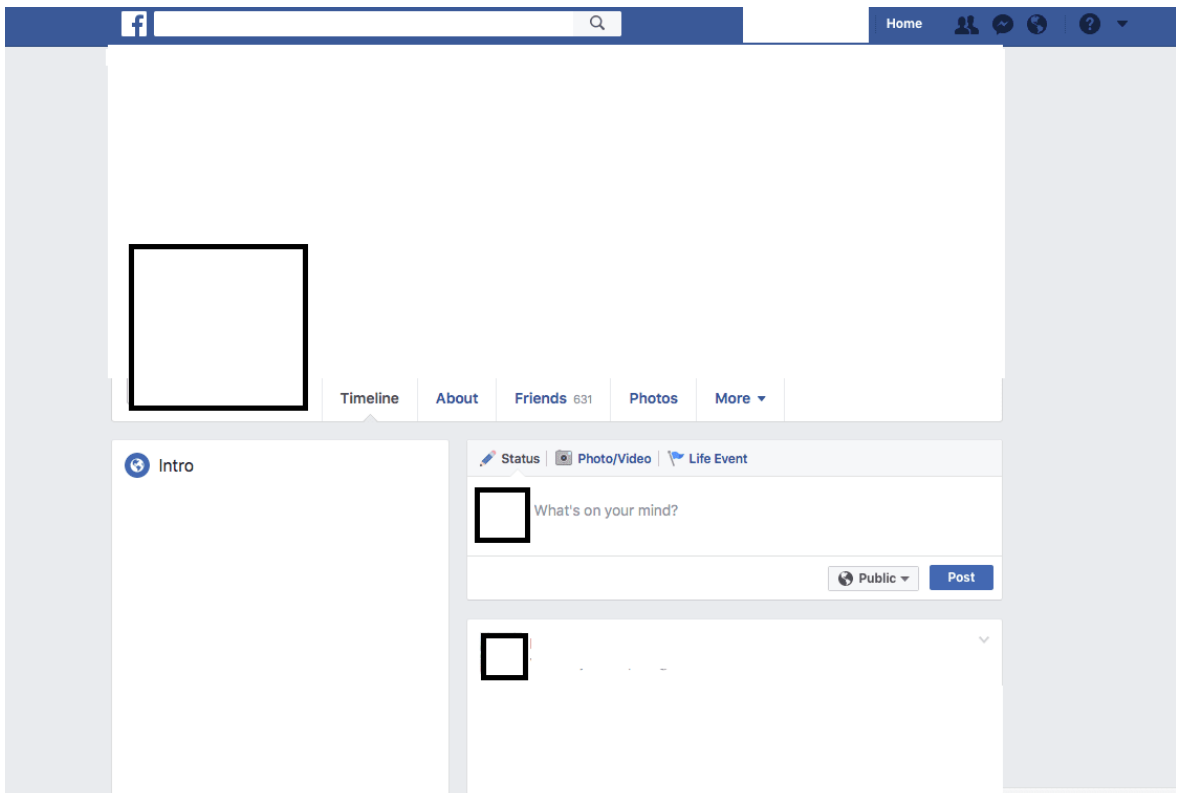 f
Home
Timeline About Friends 631 Photos More
Intro
Status Photo/Video Life Event
What's on your mind?
Public Post